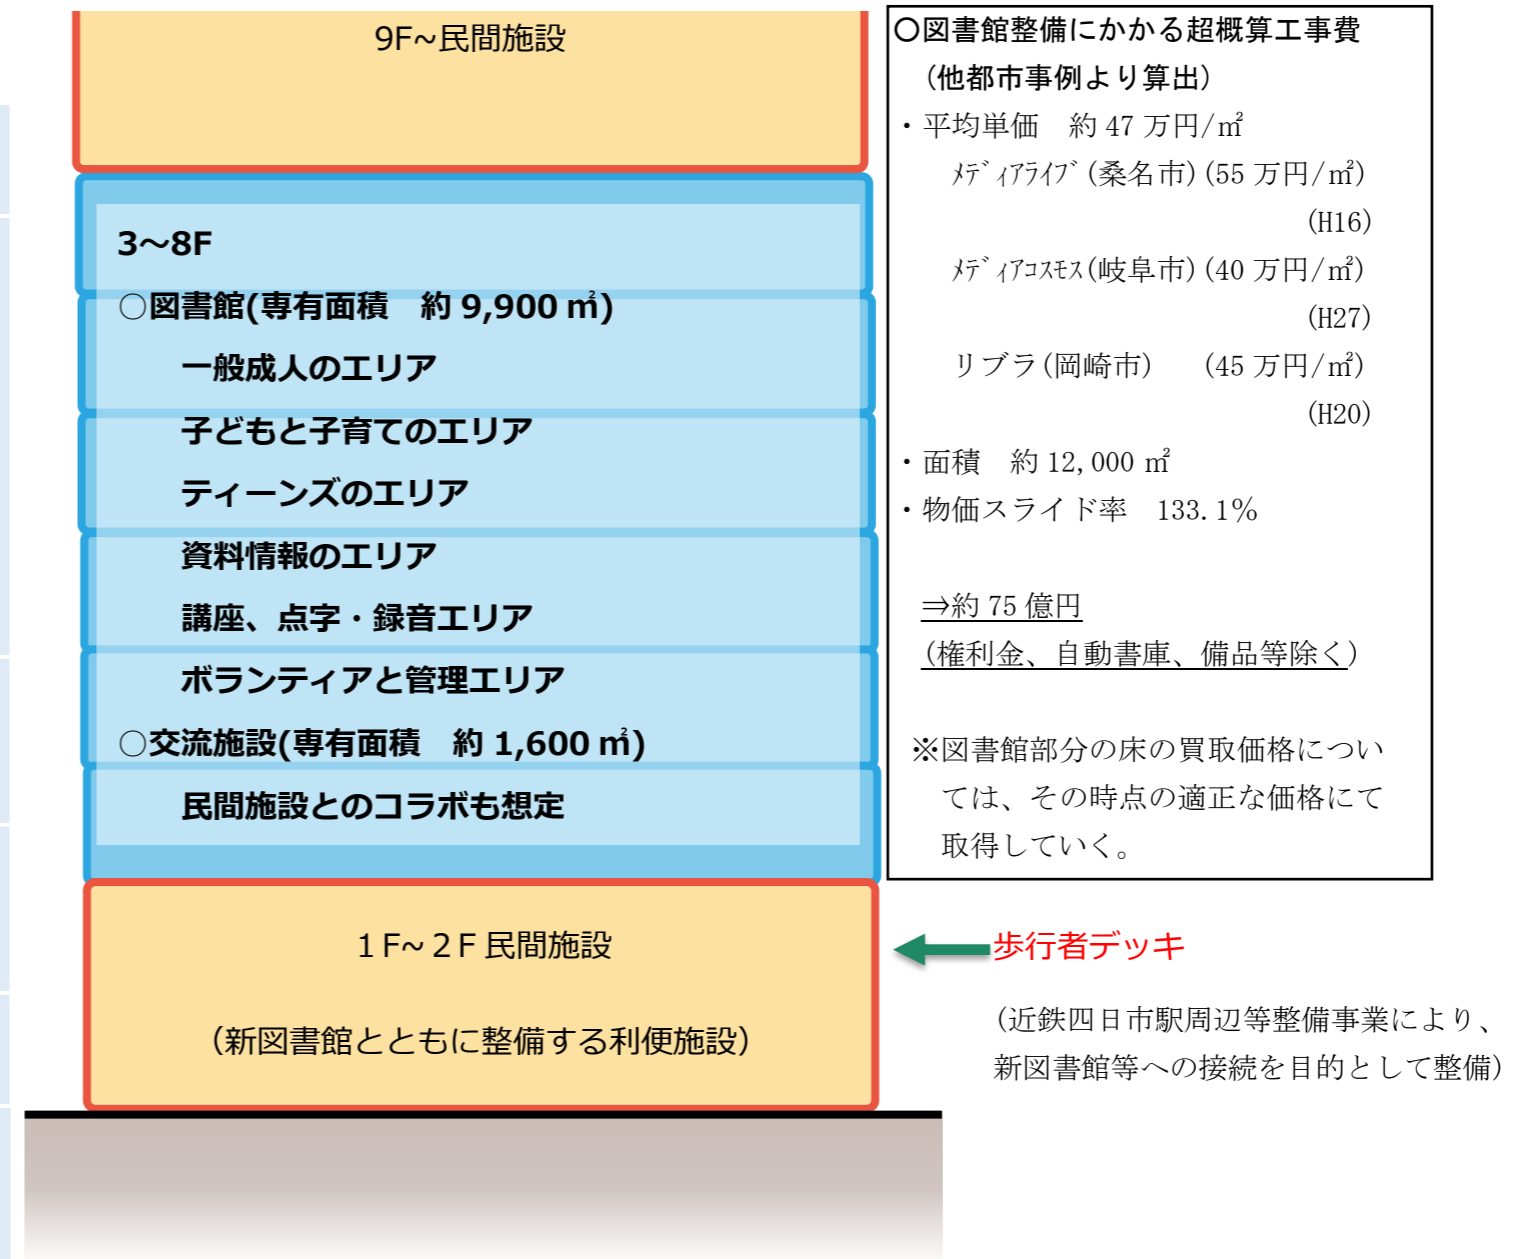 9F~民間施設
3～8F
○図書館(専有面積　約 9,900 ㎡)
一般成人のエリア
子どもと子育てのエリア
ティーンズのエリア
資料情報のエリア
講座、点字・録音エリア
ボランティアと管理エリア
○交流施設(専有面積　約 1,600 ㎡)
民間施設とのコラボも想定
１F~２F 民間施設
（新図書館とともに整備する利便施設）
○図書館整備にかかる超概算工事費
(他都市事例より算出)
・平均単価　約 47 万円/㎡
ﾒﾃﾞｨｱﾗｲﾌﾞ(桑名市)(55 万円/㎡)
(H16)
ﾒﾃﾞｨｱｺｽﾓｽ(岐阜市)(40 万円/㎡)
(H27)
リブラ(岡崎市)　(45 万円/㎡)
(H20)
・面積　約 12,000 ㎡
・物価スライド率　133.1％
⇒約 75 億円
(権利金、自動書庫、備品等除く)
※図書館部分の床の買取価格につい
ては、その時点の適正な価格にて
取得していく。
歩行者デッキ
（近鉄四日市駅周辺等整備事業により、
新図書館等への接続を目的として整備）